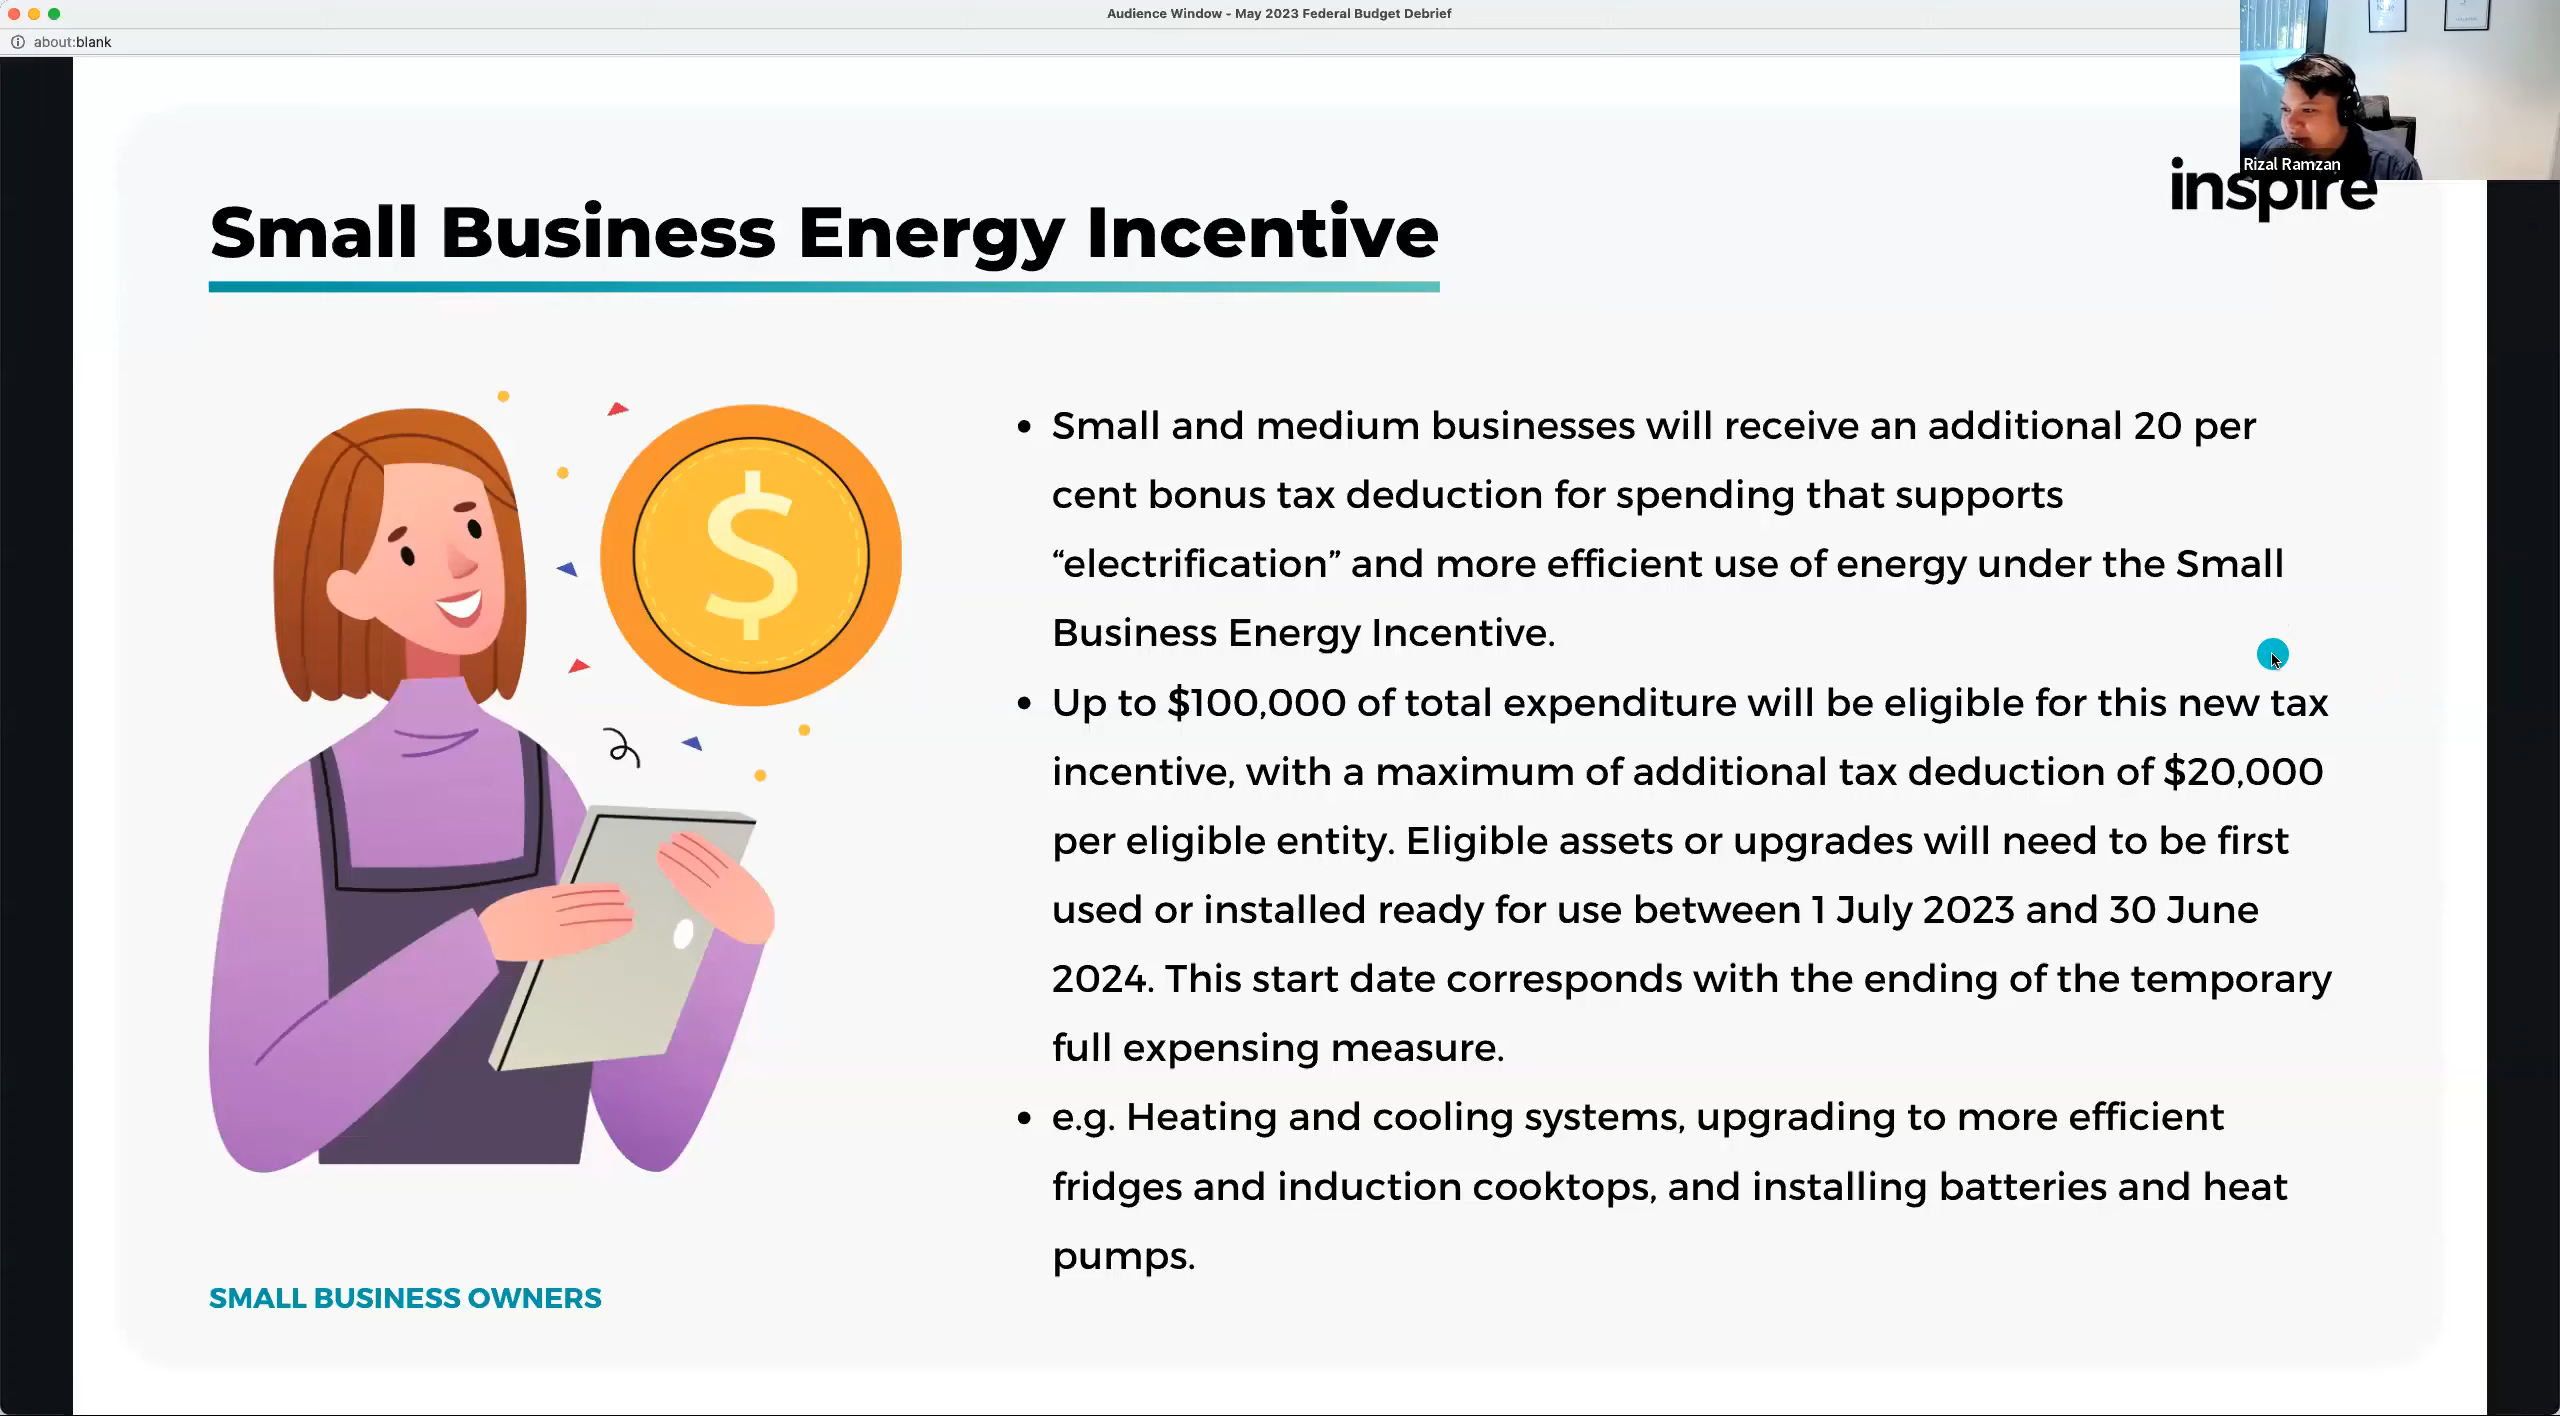 Audience Window - May 2023 Federal Budget Debrief
about:blank
Rizal Ramzan
inspire
Small Business Energy Incentive
$
• Small and medium businesses will receive an additional 20 per
cent bonus tax deduction for spending that supports
“electrification” and more efficient use of energy under the Small
Business Energy Incentive.
• Up to $100,000 of total expenditure will be eligible for this new tax
incentive, with a maximum of additional tax deduction of $20,000
per eligible entity. Eligible assets or upgrades will need to be first
used or installed ready for use between 1 July 2023 and 30 June
2024. This start date corresponds with the ending of the temporary
full expensing measure.
• e.g. Heating and cooling systems, upgrading to more efficient
fridges and induction cooktops, and installing batteries and heat
pumps.
SMALL BUSINESS OWNERS